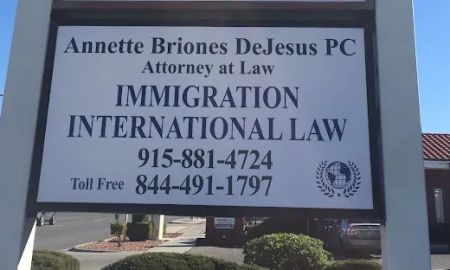 Annette Briones DeJesus PC
Attorney at Law
IMMIGRATION
INTERNATIONAL LAW
915-881-4724
Toll Free 844-491-1797